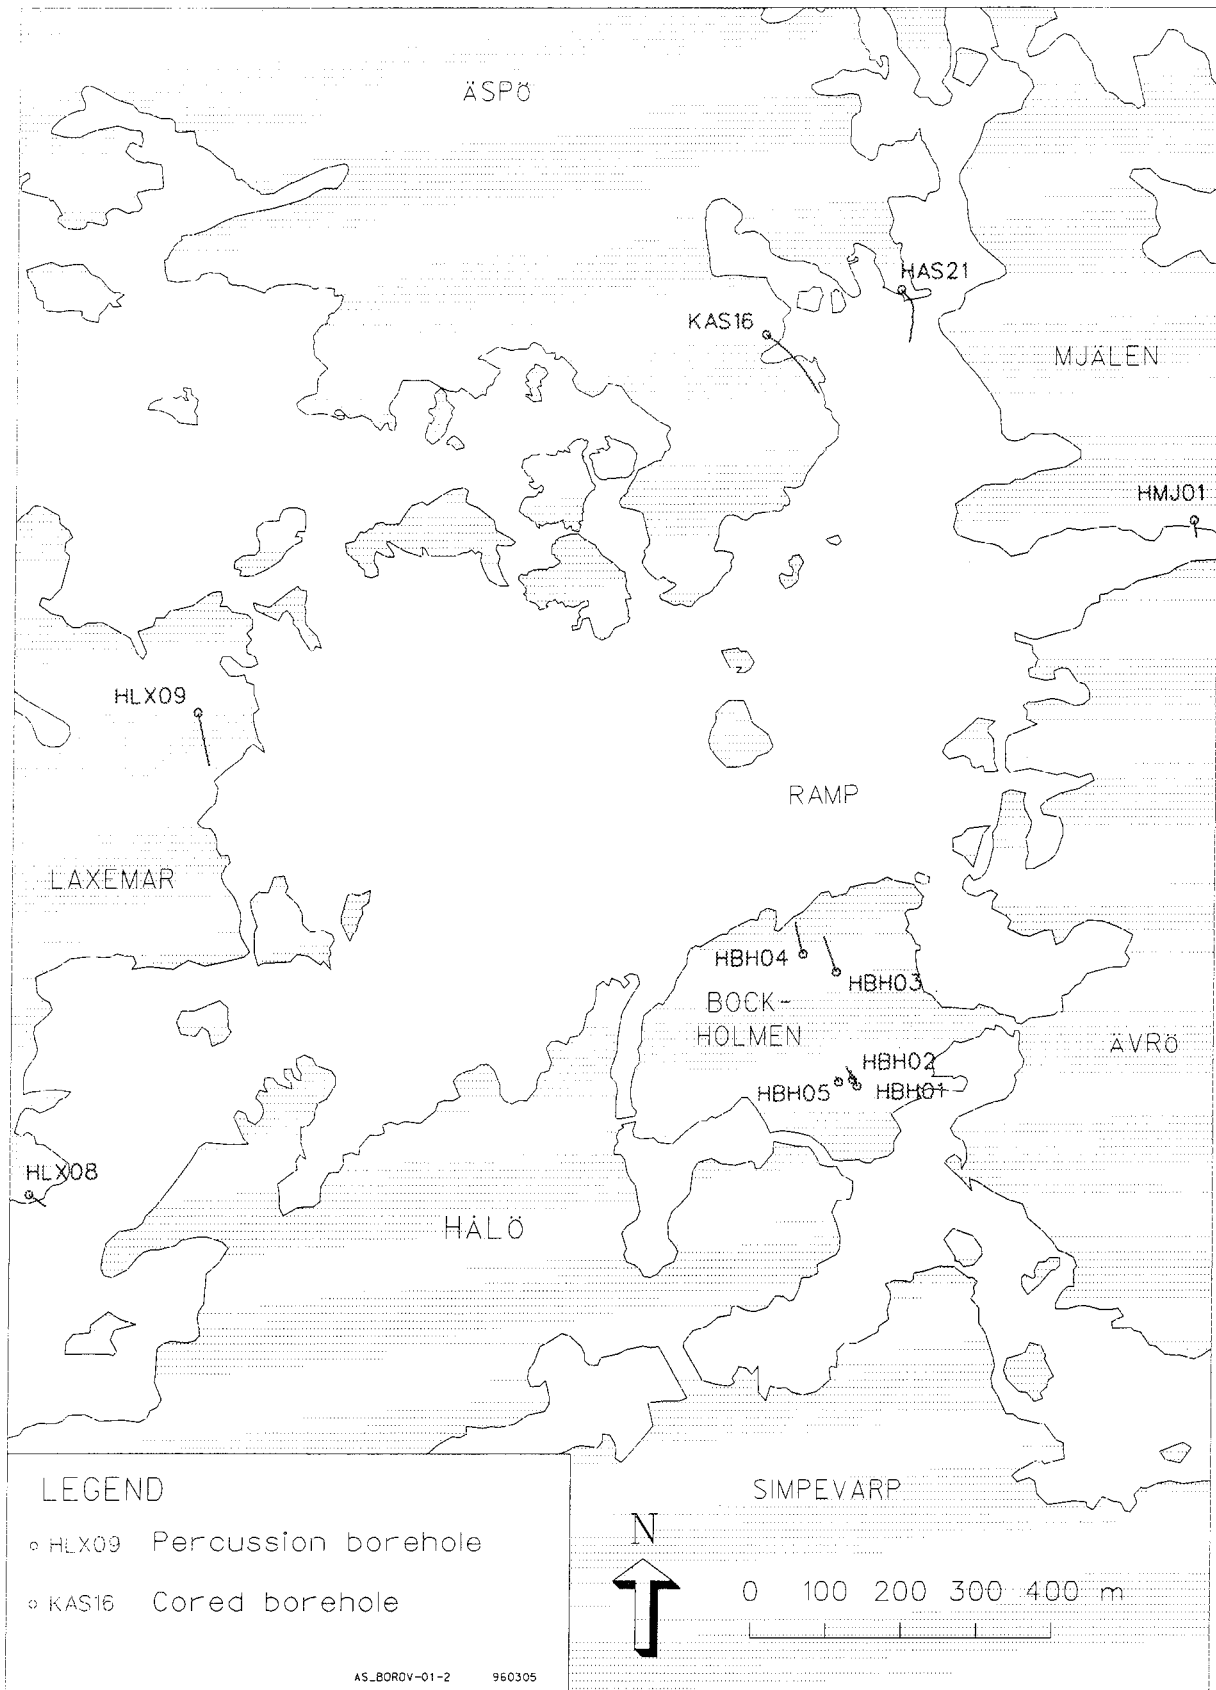 ÄSPÖ
HAS21
KAS16
MJÄLEN
HMJ01
HLX09
RAMP
LAXEMAR
HBH04
HBH03
BOCK-
HOLMEN
ÄVRÖ
HBH02
HBH05
HBH01
HLX08
HÅLÖ
SIMPEVARP
LEGEND
HLX09 Percussion borehole
KAS16 Cored borehole
AS_BOROV-01-2 960305
N
0 100 200 300 400 m